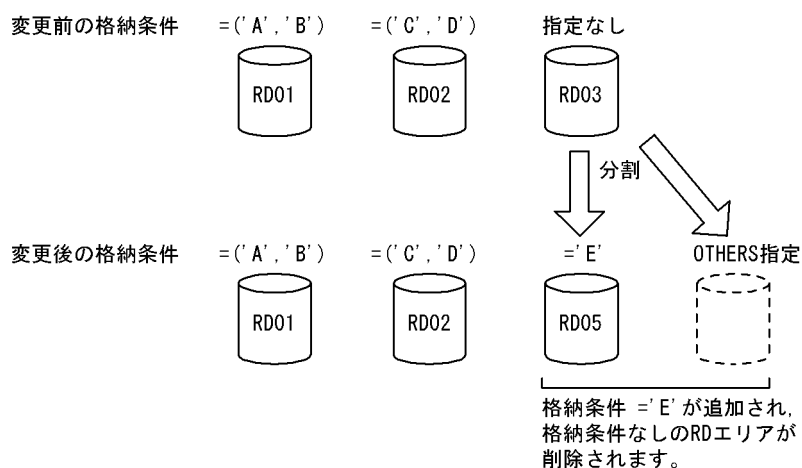 変更前の格納条件 =('A','B') =('C','D') 指定なし
RD01 RD02 RD03
分割
変更後の格納条件 =('A','B') =('C','D') ='E' OTHERS指定
RD01 RD02 RD05
格納条件 ='E'が追加され,
格納条件なしのRDエリアが
削除されます。